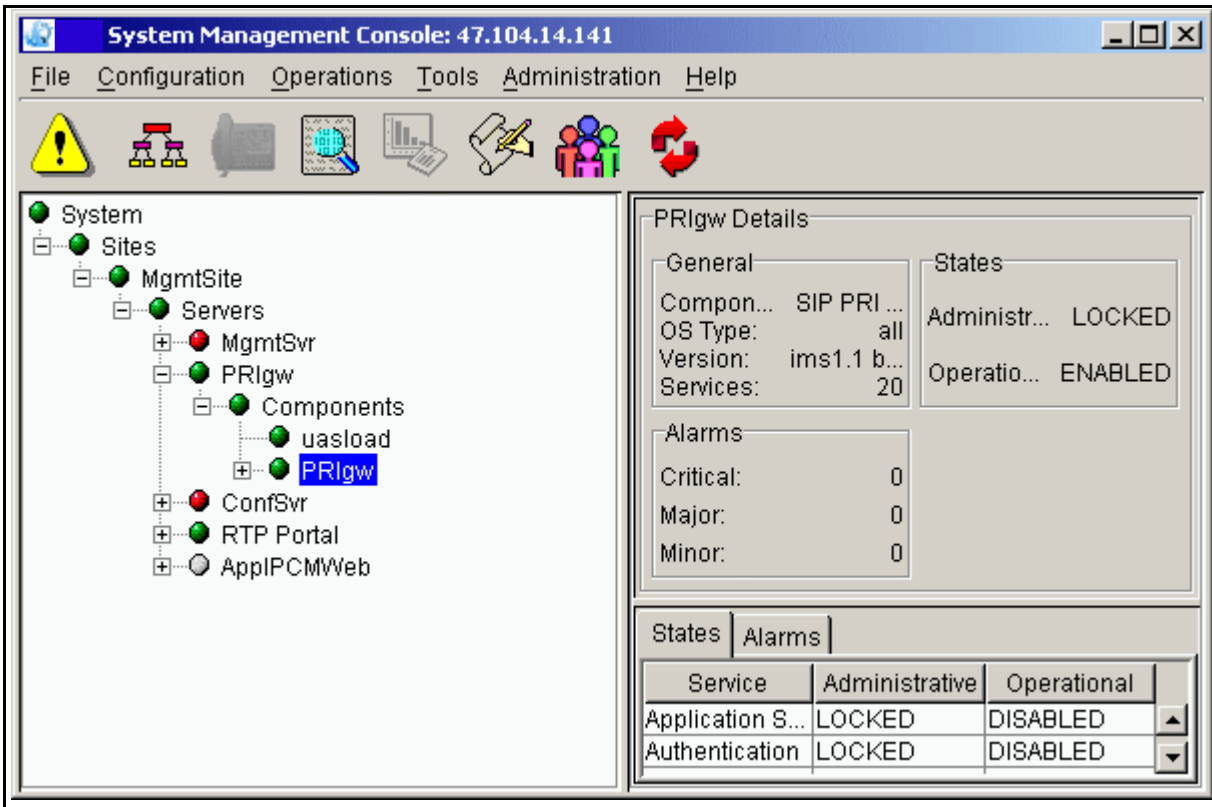 System Management Console: 47.104.14.141
File Configuration Operations Tools Administration Help
System
Sites
MgmtSite
Servers
MgmtSvr
PRIgw
Components
uasload
PRIgw
ConfSvr
RTP Portal
ApplPCMWeb
PRIgw Details
General
Compon... SIP PRI ...
OS Type: all
Version: ims1.1 b...
Services: 20
States
Administr... LOCKED
Operatio... ENABLED
Alarms
Critical: 0
Major: 0
Minor: 0
States Alarms
Service Administrative Operational
Application S... LOCKED DISABLED
Authentication LOCKED DISABLED